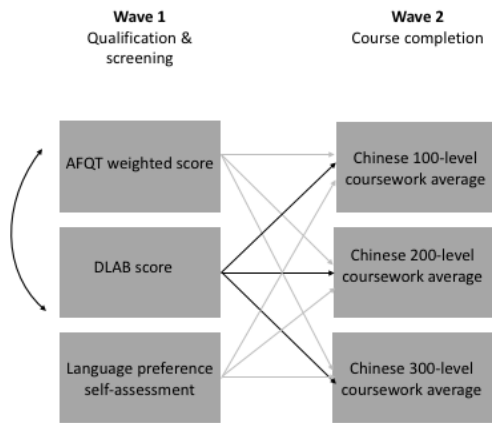 Wave 1
Qualification &
screening
Wave 2
Course completion
AFQT weighted score
DLAB score
Language preference
self-assessment
Chinese 100-level
coursework average
Chinese 200-level
coursework average
Chinese 300-level
coursework average